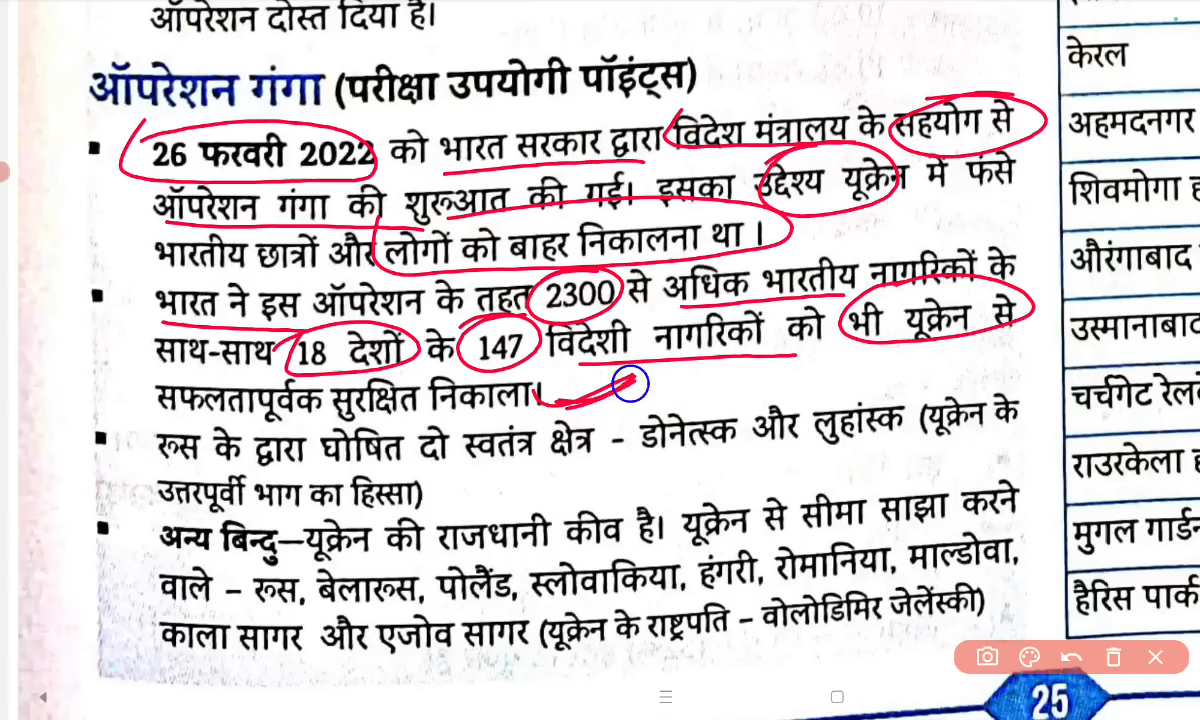 ऑपरेशन दोस्त दिया है।
ऑपरेशन गंगा (परीक्षा उपयोगी पॉइंट्स)
▪ 26 फरवरी 2022 को भारत सरकार द्वारा विदेश मंत्रालय के सहयोग से
ऑपरेशन गंगा की शुरूआत की गई। इसका उद्देश्य यूक्रेन में फंसे
भारतीय छात्रों और लोगों को बाहर निकालना था ।
▪ भारत ने इस ऑपरेशन के तहत 2300 से अधिक भारतीय नागरिकों के
साथ-साथ 18 देशों के 147 विदेशी नागरिकों को भी यूक्रेन से
सफलतापूर्वक सुरक्षित निकाला।
▪ रूस के द्वारा घोषित दो स्वतंत्र क्षेत्र - डोनेत्स्क और लुहांस्क (यूक्रेन के
उत्तरपूर्वी भाग का हिस्सा)
▪ अन्य बिन्दु–यूक्रेन की राजधानी कीव है। यूक्रेन से सीमा साझा करने
वाले - रूस, बेलारूस, पोलैंड, स्लोवाकिया, हंगरी, रोमानिया, माल्डोवा,
काला सागर और एजोव सागर (यूक्रेन के राष्ट्रपति - वोलोडिमिर जेलेंस्की)
केरल
अहमदनगर
शिवमोगा
औरंगाबाद
चर्चगेट
राउरकेला
मुगल
हैरिस पार्क
25